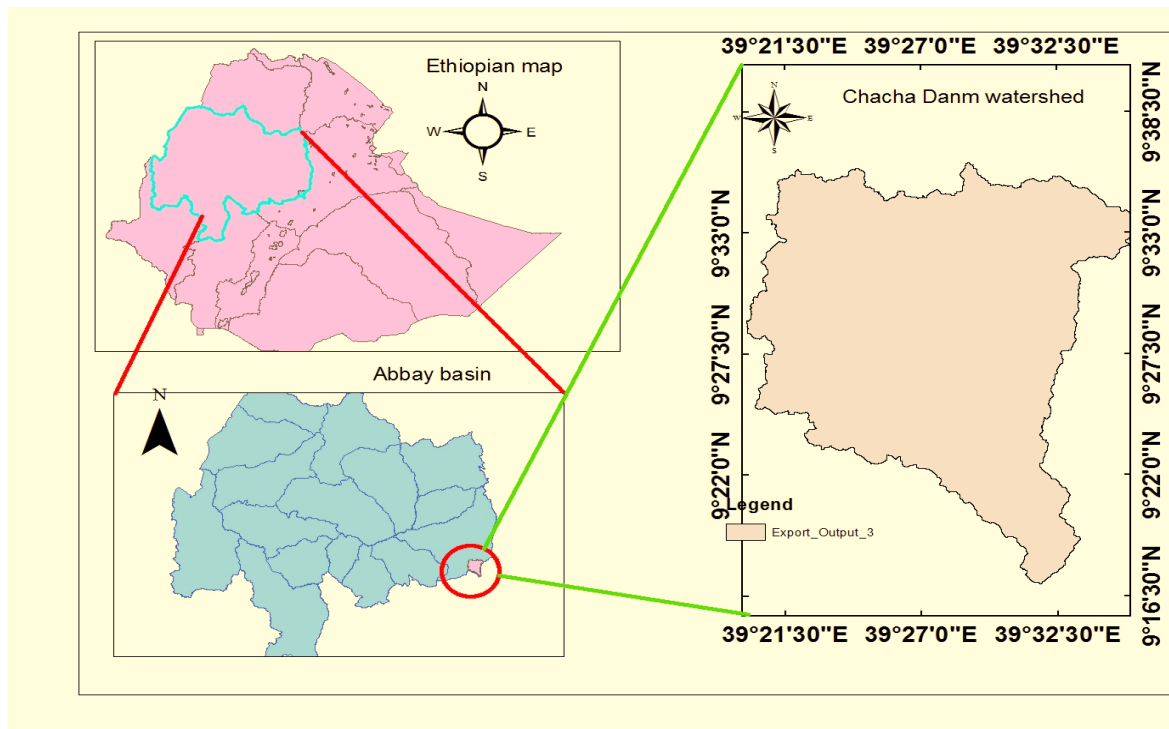 Ethiopian map
N
W E
S
Abbay basin
N
39°21'30"E 39°27'0"E 39°32'30"E
Chacha Danm watershed
N
W E
S
9°38'30"N
9°33'0"N
9°33'0"N
9°27'30"N
9°27'30"N
9°22'0"N
9°22'0"N
Legend
Export_Output_3
9°16'30"N
39°21'30"E 39°27'0"E 39°32'30"E